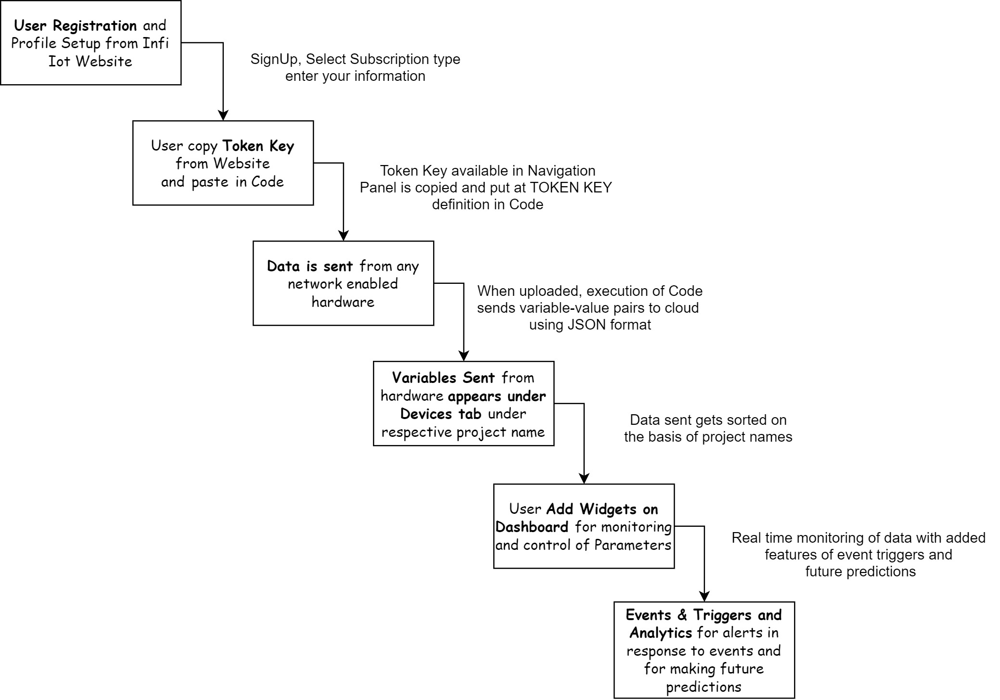 User Registration and
Profile Setup from Infi
Iot Website
SignUp, Select Subscription type
enter your information
User copy Token Key
from Website
and paste in Code
Token Key available in Navigation
Panel is copied and put at TOKEN KEY
definition in Code
Data is sent from any
network enabled
hardware
When uploaded, execution of Code
sends variable-value pairs to cloud
using JSON format
Variables Sent from
hardware appears under
Devices tab under
respective project name
Data sent gets sorted on
the basis of project names
User Add Widgets on
Dashboard for monitoring
and control of Parameters
Real time monitoring of data with added
features of event triggers and
future predictions
Events & Triggers and
Analytics for alerts in
response to events and
for making future
predictions